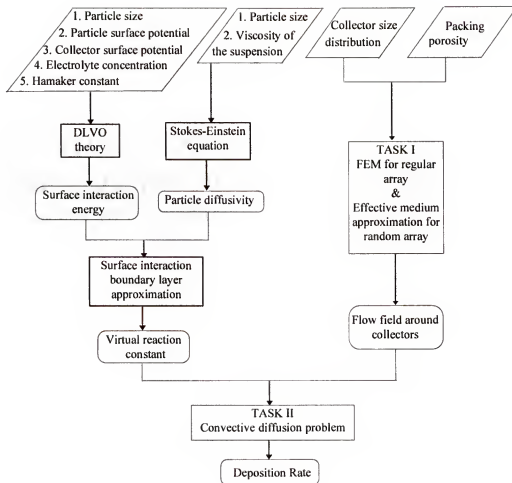 1. Particle size
2. Particle surface potential
3. Collector surface potential
4. Electrolyte concentration
5. Hamaker constant
1. Particle size
2. Viscosity of
the suspension
Collector size
distribution
Packing
porosity
DLVO
theory
Stokes-Einstein
equation
TASK I
FEM for regular
array
&
Effective medium
approximation for
random array
Surface interaction
energy
Particle diffusivity
Surface interaction
boundary layer
approximation
Virtual reaction
constant
Flow field around
collectors
TASK II
Convective diffusion problem
Deposition Rate